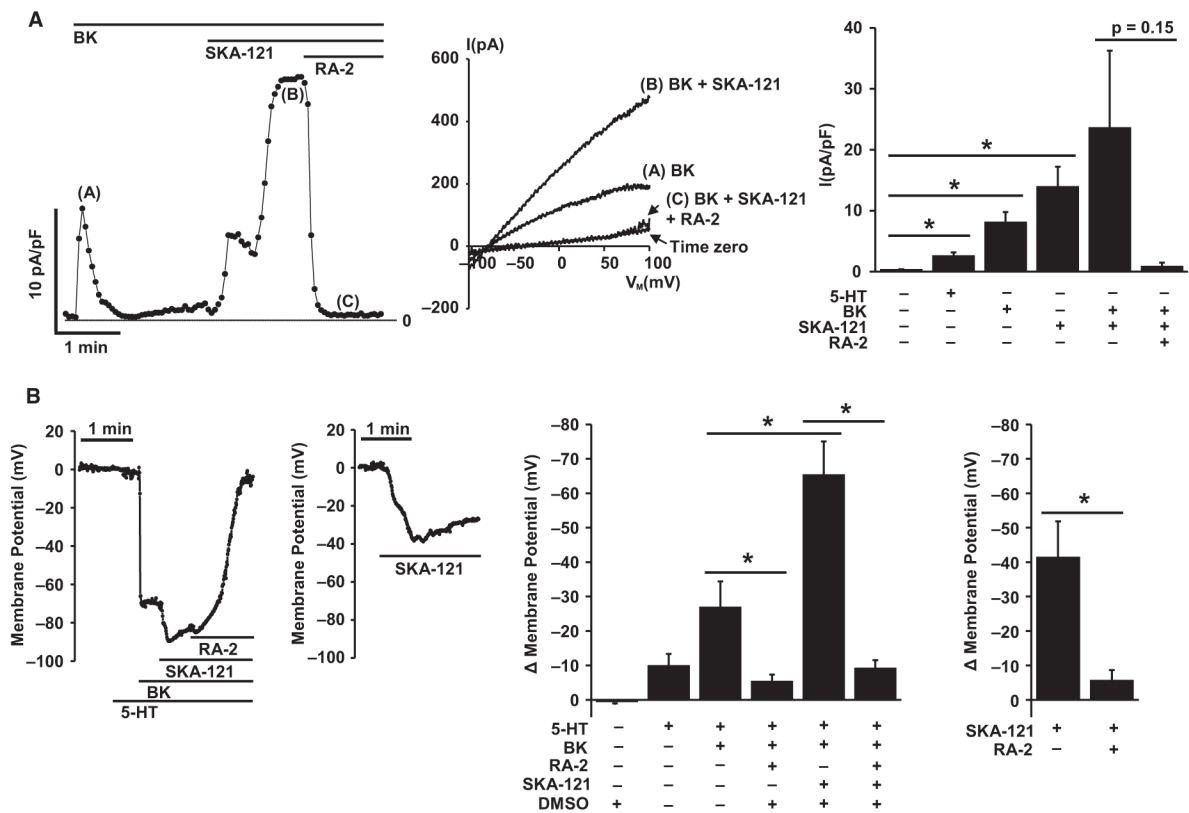 A
BK
SKA-121
RA-2
(A)
(B)
(C)
0
10 pA/pF
1 min
I(pA)
600
400
200
0
−200
−100
−50
0
50
100
V_M(mV)
(B) BK + SKA-121
(A) BK
(C) BK + SKA-121
+ RA-2
Time zero
I(pA/pF)
40
30
20
10
0
p = 0.15
*
*
*
5-HT – + – – – –
BK – – + – + +
SKA-121 – – – + + +
RA-2 – – – – – +
B
Membrane Potential (mV)
1 min
20
0
−20
−40
−60
−80
−100
RA-2
SKA-121
BK
5-HT
Membrane Potential (mV)
1 min
20
0
−20
−40
−60
−80
−100
SKA-121
Δ Membrane Potential (mV)
−80
−70
−60
−50
−40
−30
−20
−10
0
*
*
*
5-HT – + + + + +
BK – – + + + +
RA-2 – – – + – +
SKA-121 – – – – + +
DMSO + – – + + +
Δ Membrane Potential (mV)
−80
−70
−60
−50
−40
−30
−20
−10
0
*
SKA-121 + +
RA-2 – +